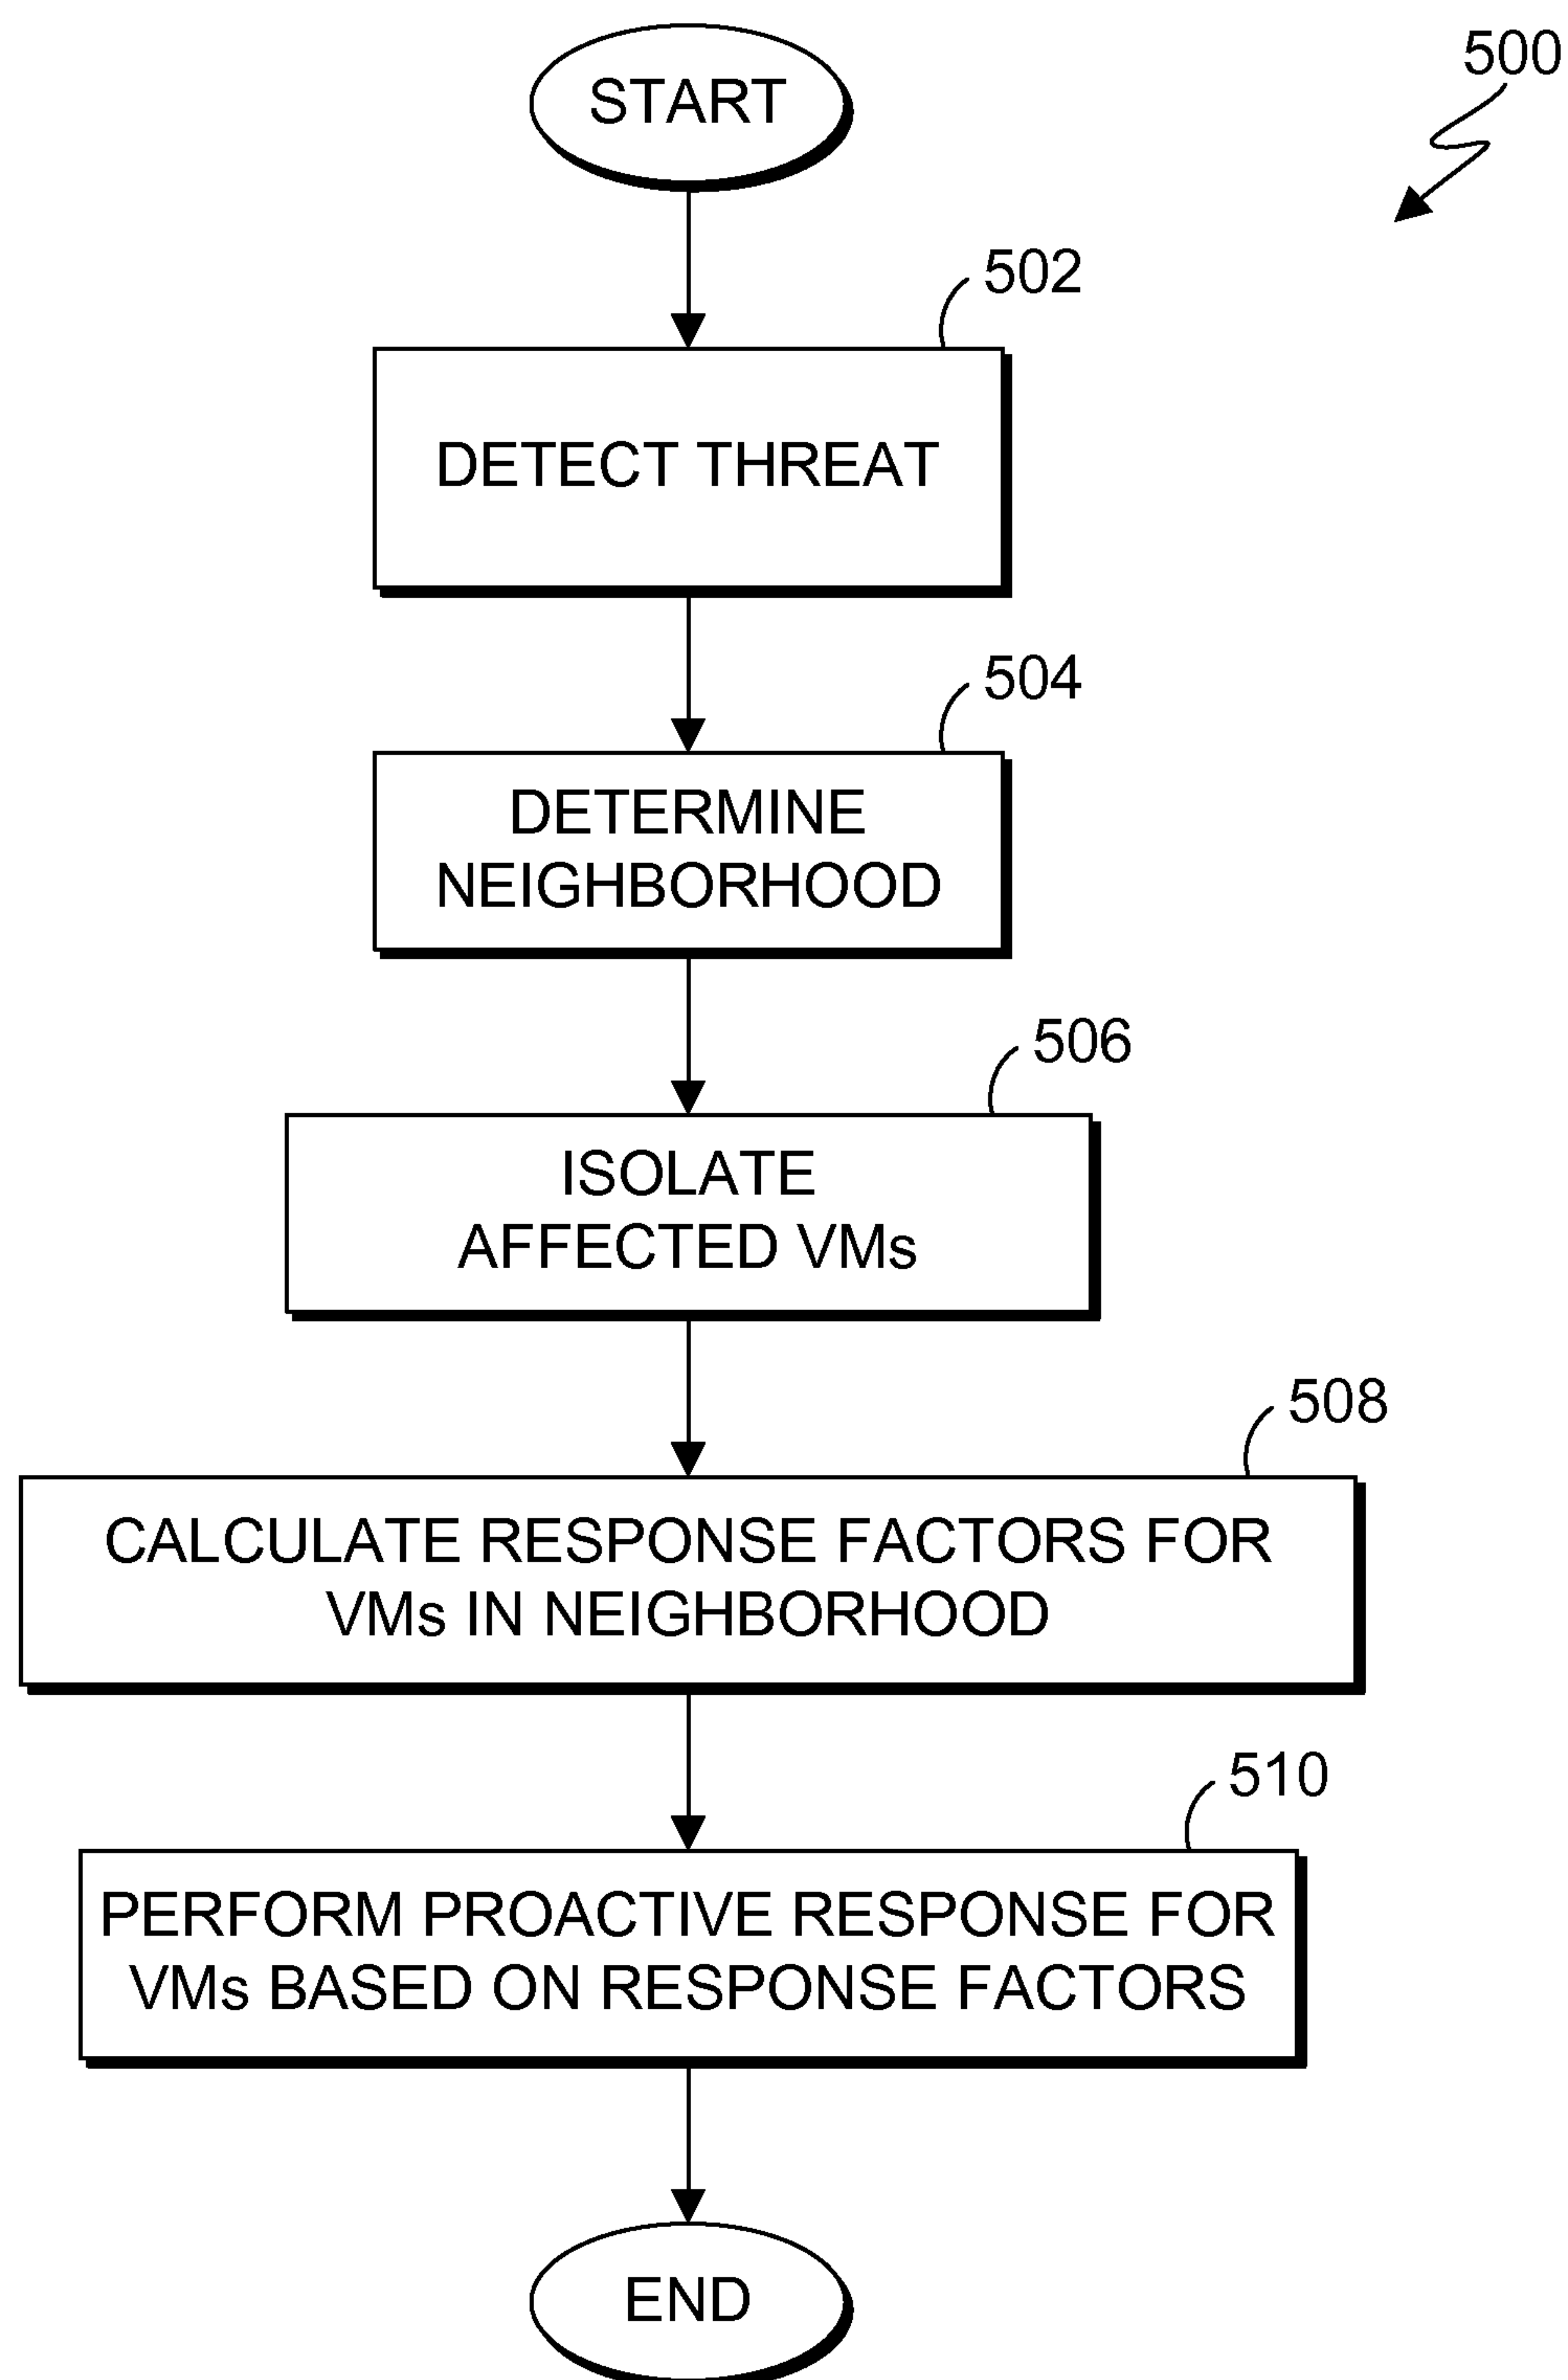 START
500
502
DETECT THREAT
504
DETERMINE
NEIGHBORHOOD
506
ISOLATE
AFFECTED VMs
508
CALCULATE RESPONSE FACTORS FOR
VMs IN NEIGHBORHOOD
510
PERFORM PROACTIVE RESPONSE FOR
VMs BASED ON RESPONSE FACTORS
END